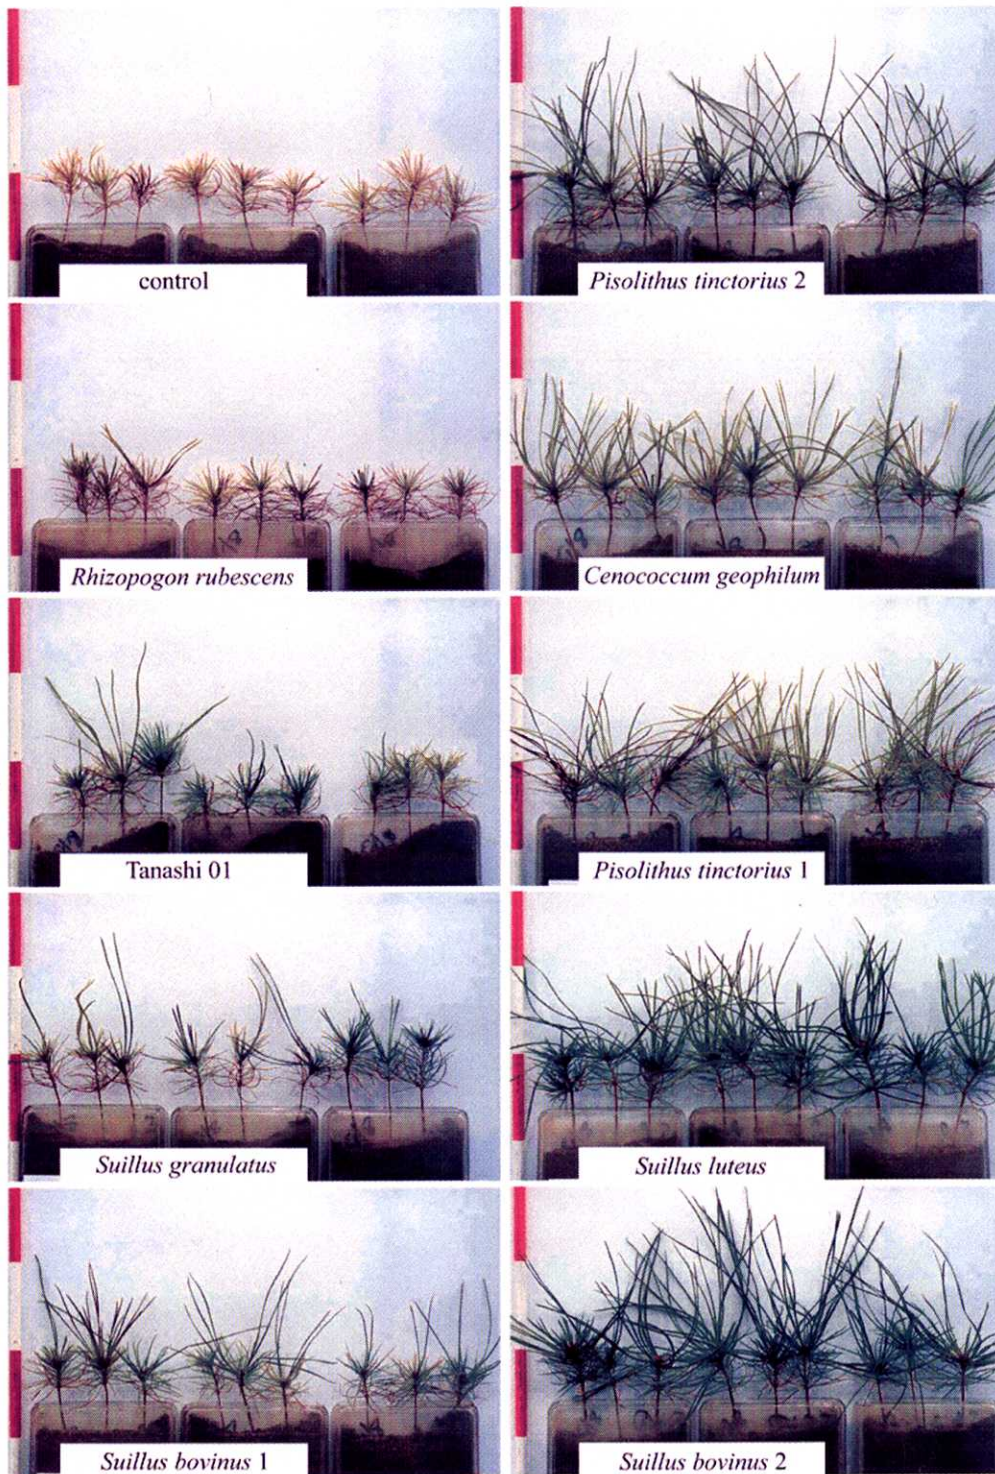 control
Pisolithus tinctorius 2
Rhizopogon rubescens
Cenococcum geophilum
Tanashi 01
Pisolithus tinctorius 1
Suillus granulatus
Suillus luteus
Suillus bovinus 1
Suillus bovinus 2